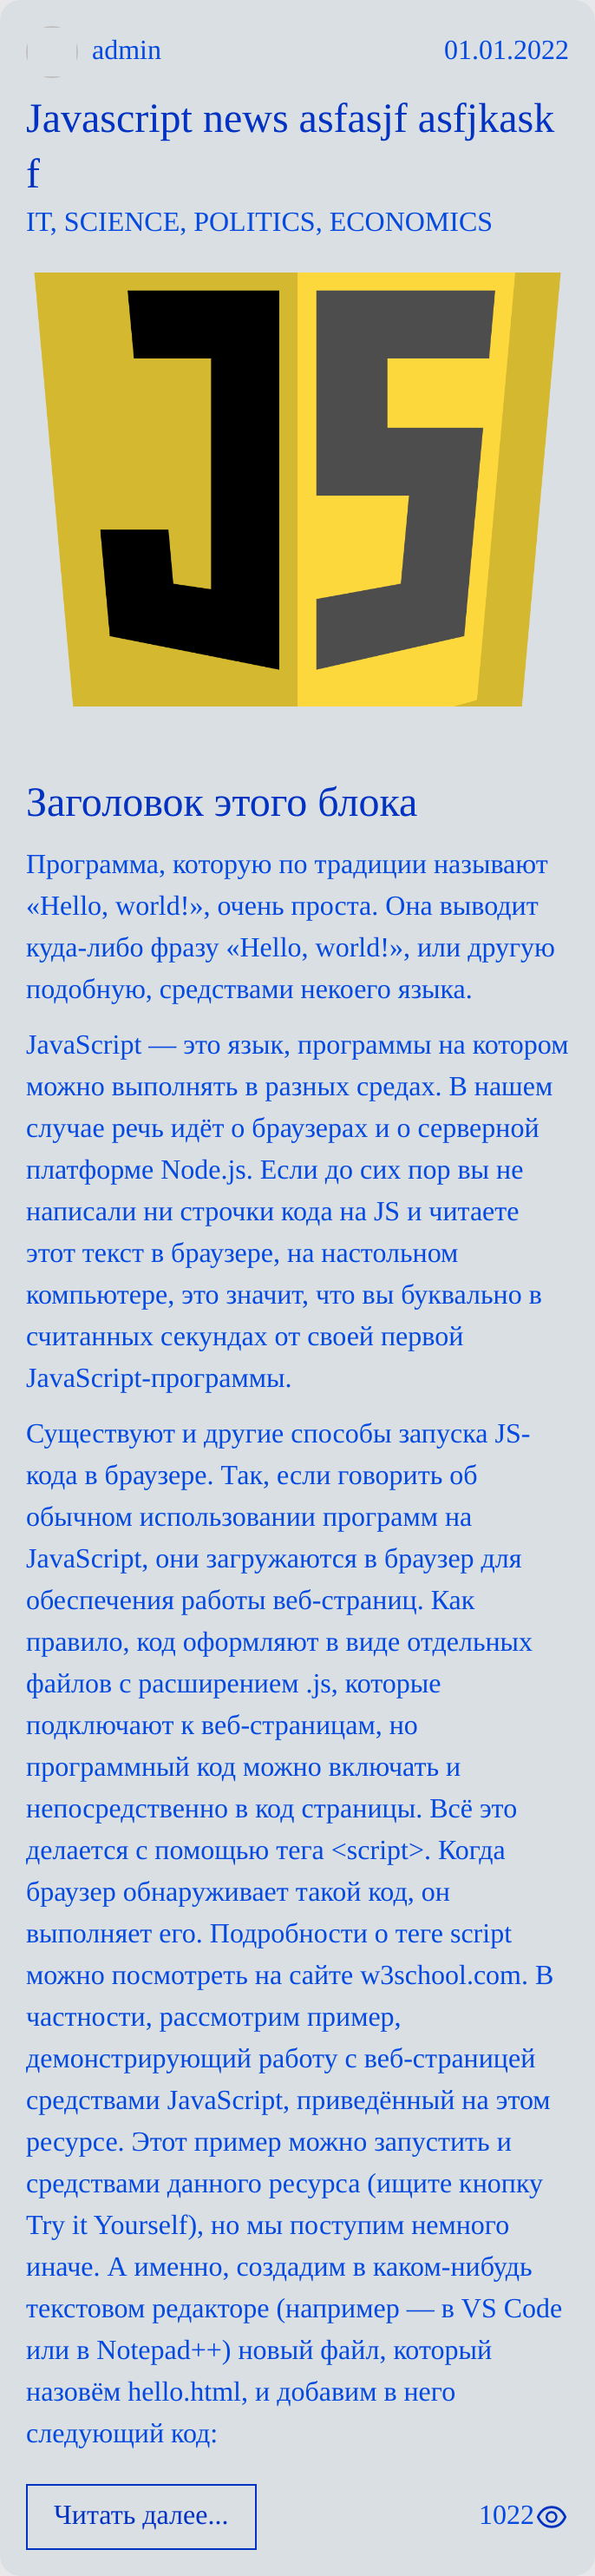 admin 01.01.2022
Javascript news asfasjf asfjkask
f
IT, SCIENCE, POLITICS, ECONOMICS
JS
Заголовок этого блока
Программа, которую по традиции называют
«Hello, world!», очень проста. Она выводит
куда-либо фразу «Hello, world!», или другую
подобную, средствами некоего языка.
JavaScript — это язык, программы на котором
можно выполнять в разных средах. В нашем
случае речь идёт о браузерах и о серверной
платформе Node.js. Если до сих пор вы не
написали ни строчки кода на JS и читаете
этот текст в браузере, на настольном
компьютере, это значит, что вы буквально в
считанных секундах от своей первой
JavaScript-программы.
Существуют и другие способы запуска JS-
кода в браузере. Так, если говорить об
обычном использовании программ на
JavaScript, они загружаются в браузер для
обеспечения работы веб-страниц. Как
правило, код оформляют в виде отдельных
файлов с расширением .js, которые
подключают к веб-страницам, но
программный код можно включать и
непосредственно в код страницы. Всё это
делается с помощью тега <script>. Когда
браузер обнаруживает такой код, он
выполняет его. Подробности о теге script
можно посмотреть на сайте w3school.com. В
частности, рассмотрим пример,
демонстрирующий работу с веб-страницей
средствами JavaScript, приведённый на этом
ресурсе. Этот пример можно запустить и
средствами данного ресурса (ищите кнопку
Try it Yourself), но мы поступим немного
иначе. А именно, создадим в каком-нибудь
текстовом редакторе (например — в VS Code
или в Notepad++) новый файл, который
назовём hello.html, и добавим в него
следующий код:
Читать далее... 1022